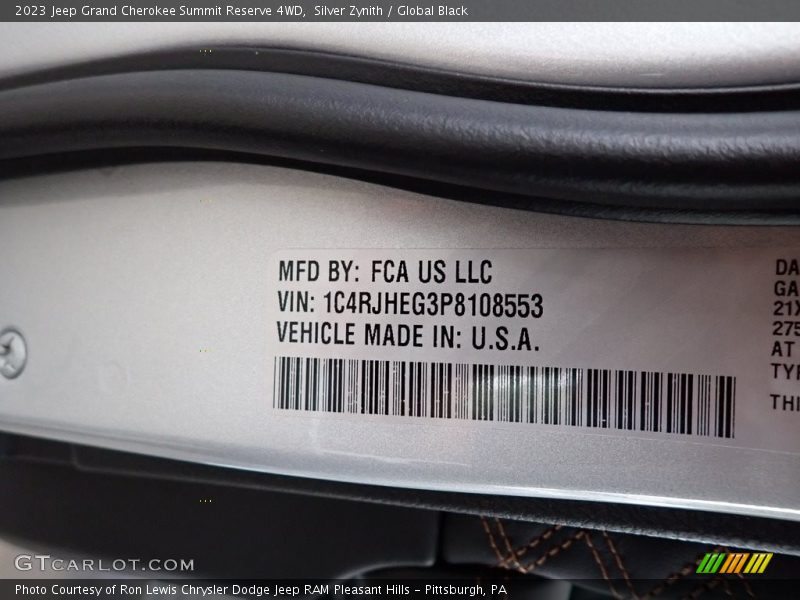 2023 Jeep Grand Cherokee Summit Reserve 4WD, Silver Zynith / Global Black
MFD BY: FCA US LLC
VIN: 1C4RJHEG3P8108553
VEHICLE MADE IN: U.S.A.
DA
GA
21X
275
AT
TYP
THI
GTCARLOT.COM
Photo Courtesy of Ron Lewis Chrysler Dodge Jeep RAM Pleasant Hills - Pittsburgh, PA